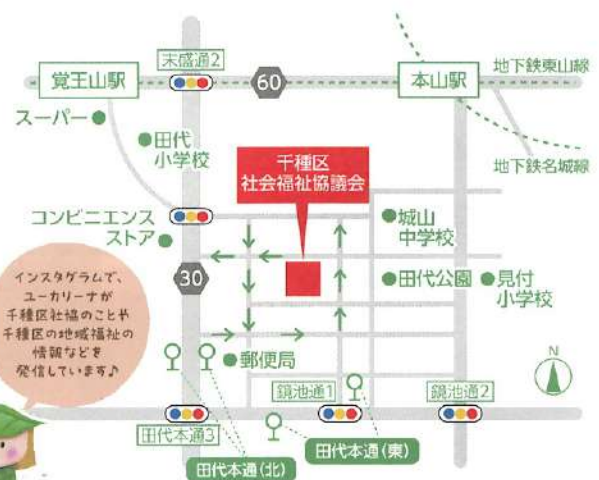 末盛通2
覚王山駅
60
本山駅
地下鉄東山線
スーパー
田代
小学校
地下鉄名城線
千種区
社会福祉協議会
コンビニエンス
ストア
城山
中学校
30
田代公園
見付
小学校
インスタグラムで、
ユーカリーナが
千種区社協のことや
千種区の地域福祉の
情報などを
発信しています♪
郵便局
N
鏡池通1
鏡池通2
田代本通3
田代本通(東)
田代本通(北)